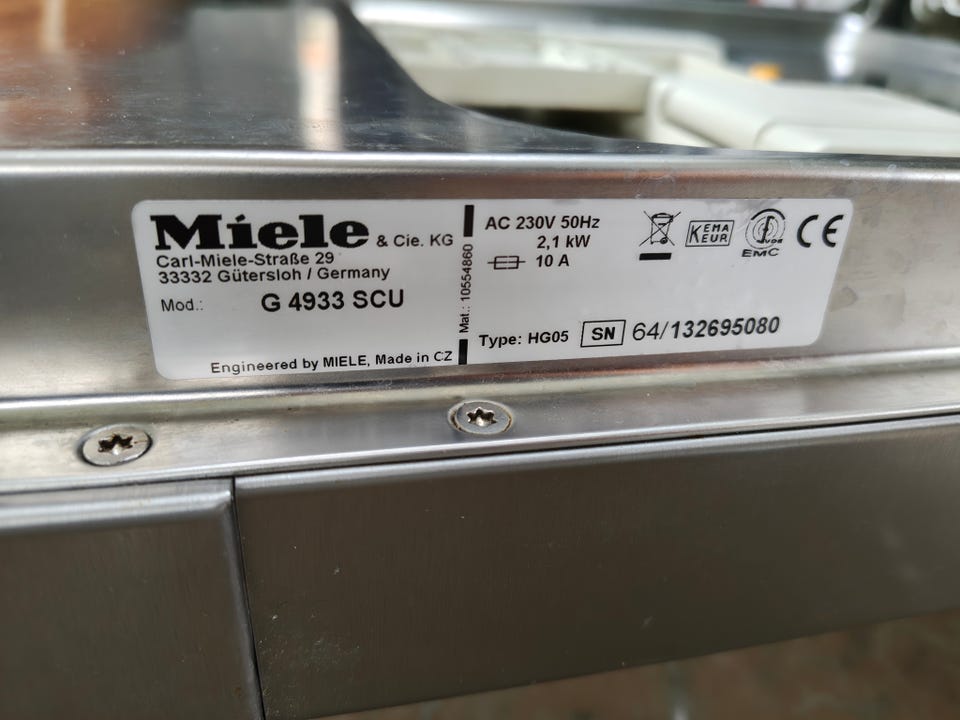 Miele & Cie. KG
Carl-Miele-Straße 29
33332 Gütersloh / Germany
Mod.: G 4933 SCU
Engineered by MIELE, Made in CZ
Mat.: 10554860
AC 230V 50Hz
2,1 kW
10 A
Type: HG05 SN 64/132695080
KEMA
KEUR
VDE
EMC
CE